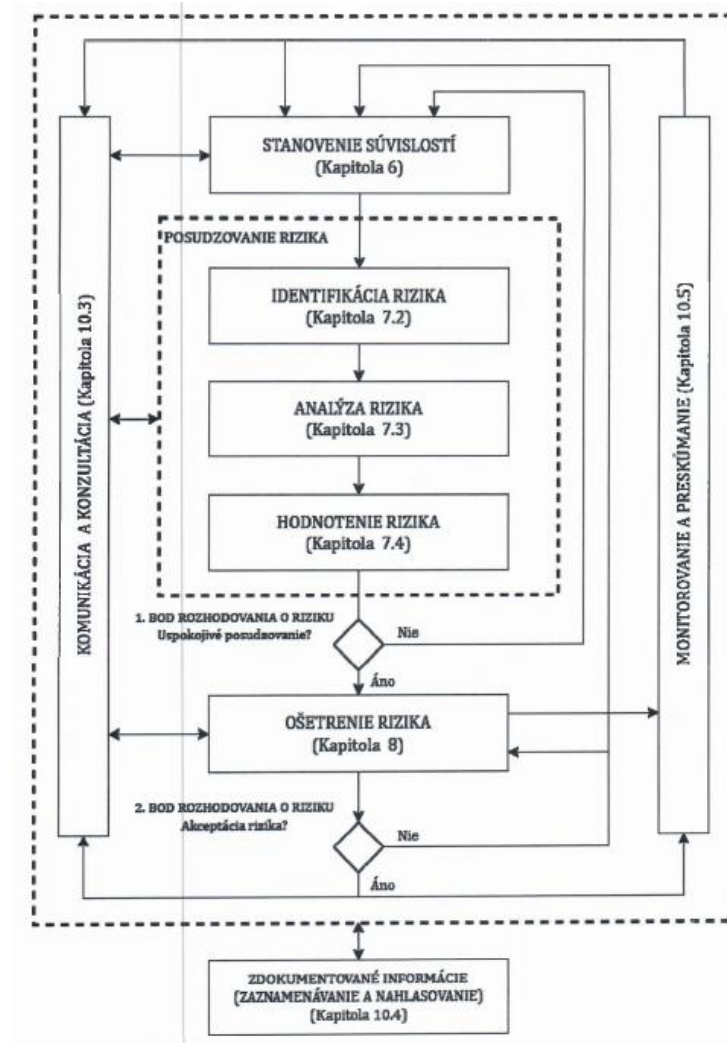 STANOVENIE SÚVISLOSTÍ
(Kapitola 6)
POSUDZOVANIE RIZIKA
IDENTIFIKÁCIA RIZIKA
(Kapitola 7.2)
KOMUNIKÁCIA A KONZULTÁCIA (Kapitola 10.3)
MONITOROVANIE A PRESKÚMANIE (Kapitola 10.5)
ANALÝZA RIZIKA
(Kapitola 7.3)
HODNOTENIE RIZIKA
(Kapitola 7.4)
1. BOD ROZHODOVANIA O RIZIKU
Uspokojivé posudzovanie?
Nie
Áno
OŠETRENIE RIZIKA
(Kapitola 8)
2. BOD ROZHODOVANIA O RIZIKU
Akceptácia rizika?
Nie
Áno
ZDOKUMENTOVANÉ INFORMÁCIE
(ZAZNAMENÁVANIE A NAHLASOVANIE)
(Kapitola 10.4)